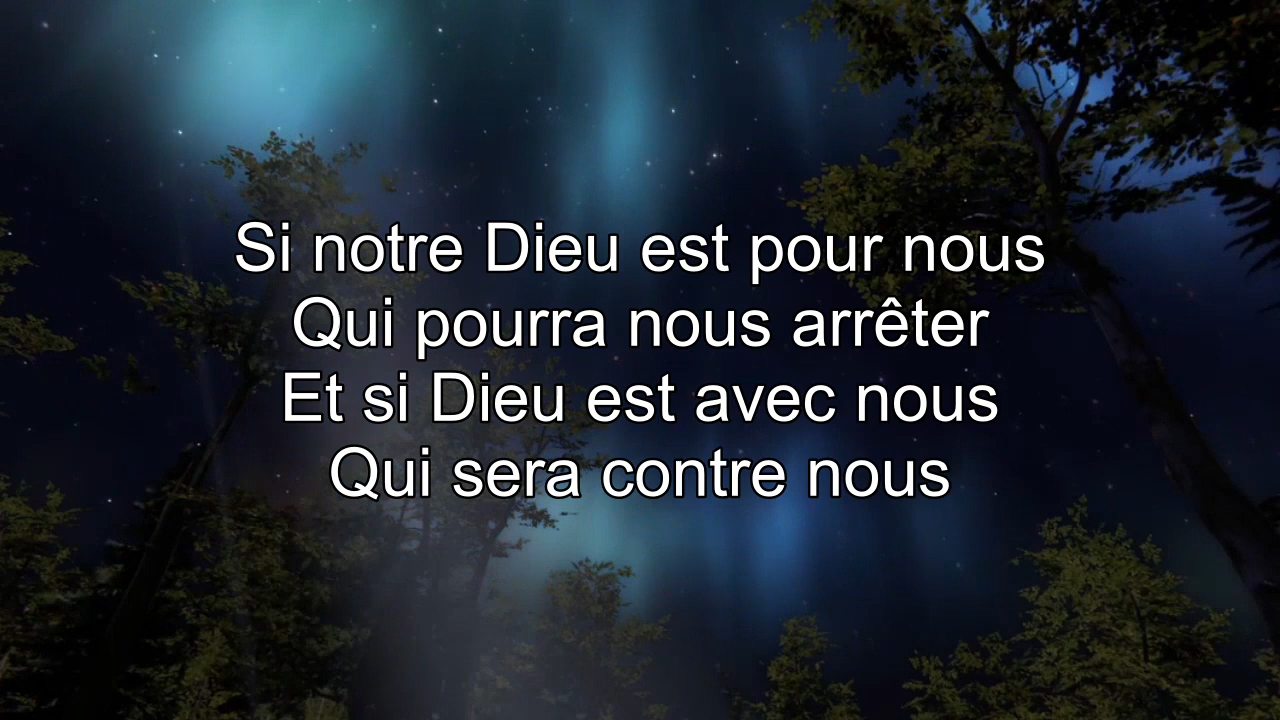 Si notre Dieu est pour nous
Qui pourra nous arrêter
Et si Dieu est avec nous
Qui sera contre nous